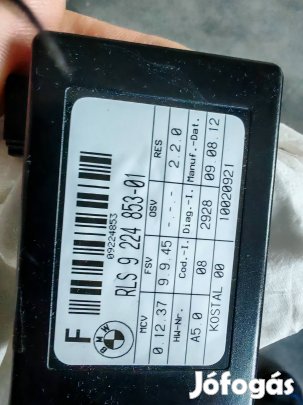 F
BMW
09224853
RLS 9 224 853-01
MCV FSV OSV RES
0.12.37 9.9.45 -.-.- 2.2.0
HW-Nr. Cod.-I. Diag.-I. Manuf.-Dat.
A5.0 08 2928 09.08.12
KOSTAL 00 10020921
Jófogás